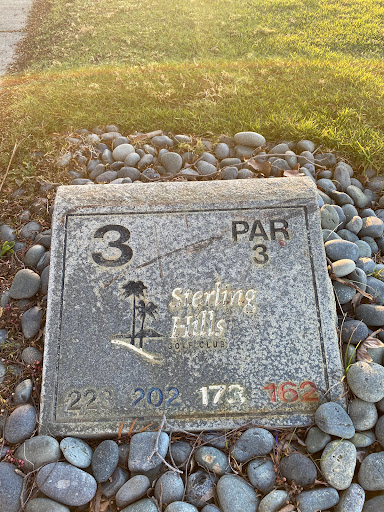 3
PAR
3
Sterling
Hills
GOLF CLUB
223 202 173 162